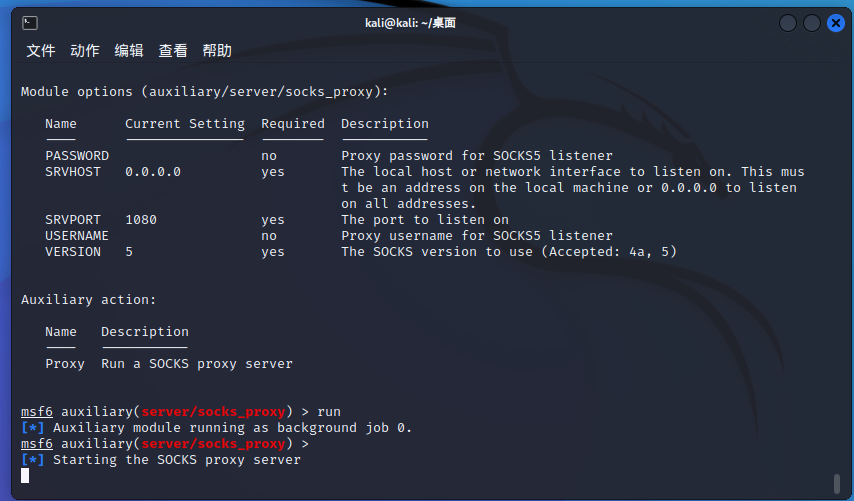 kali@kali: ~/桌面
文件 动作 编辑 查看 帮助
Module options (auxiliary/server/socks_proxy):
Name Current Setting Required Description
---- --------------- -------- -----------
PASSWORD no Proxy password for SOCKS5 listener
SRVHOST 0.0.0.0 yes The local host or network interface to listen on. This mus
t be an address on the local machine or 0.0.0.0 to listen
on all addresses.
SRVPORT 1080 yes The port to listen on
USERNAME no Proxy username for SOCKS5 listener
VERSION 5 yes The SOCKS version to use (Accepted: 4a, 5)
Auxiliary action:
Name Description
---- -----------
Proxy Run a SOCKS proxy server
msf6 auxiliary(server/socks_proxy) > run
[*] Auxiliary module running as background job 0.
msf6 auxiliary(server/socks_proxy) >
[*] Starting the SOCKS proxy server